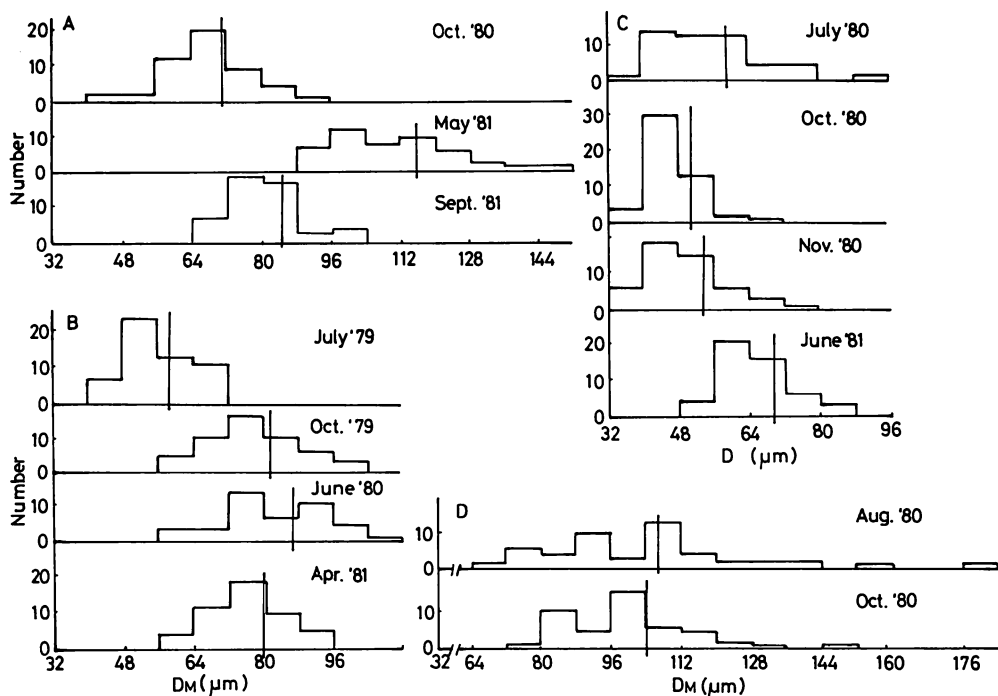 A
Number
20
10
0
Oct. '80
10
0
May '81
10
0
Sept. '81
32 48 64 80 96 112 128 144
B
Number
20
10
0
July '79
10
0
Oct. '79
10
0
June '80
20
10
0
Apr. '81
32 48 64 80 96
DM (µm)
C
10
0
July '80
30
20
10
0
Oct. '80
10
0
Nov. '80
20
10
0
June '81
32 48 64 80 96
D (µm)
D
10
0
Aug. '80
10
0
Oct. '80
32 64 80 96 112 128 144 160 176
DM (µm)